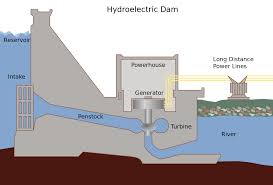 Hydroelectric Dam
Reservoir
Long Distance
Power Lines
Powerhouse
Intake
Generator
Penstock
Turbine
River